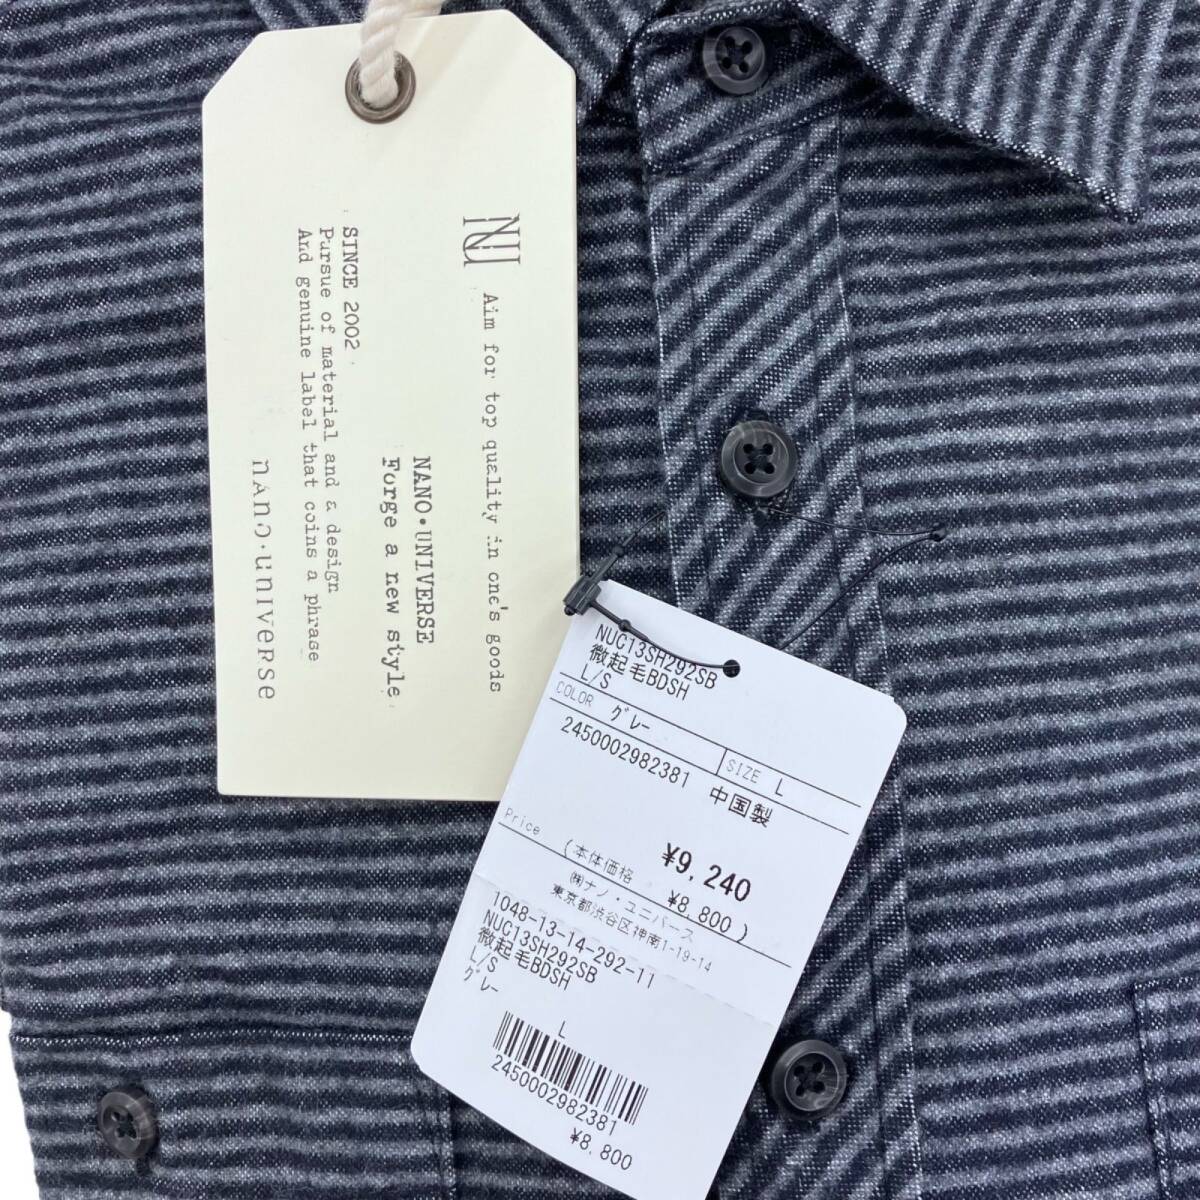 NU
Aim for top quality in one's goods
NANO・UNIVERSE
Forge a new style
SINCE 2002
Pursue of material and a design
And genuine label that coins a phrase
nano・universe
NUC13SH292SB
微起毛BDSH
L/S
COLOR グレー
SIZE L
2450002982381 中国製
Price
¥9,240
(本体価格 ¥8,800)
㈱ナノ・ユニバース
東京都渋谷区神南1-19-14
1048-13-14-292-11
NUC13SH292SB
微起毛BDSH
L/S
グレー
L
2450002982381
¥8,800